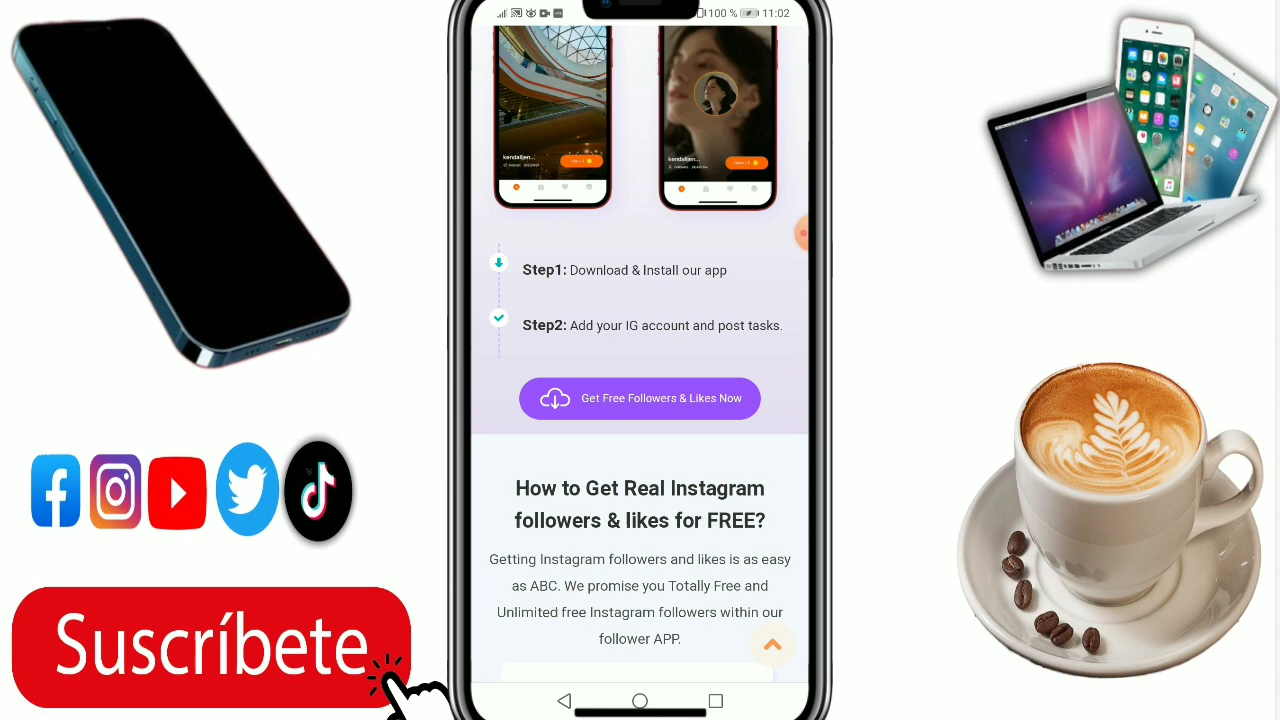 100 % 11:02
kendalljen...
kendalljen...
Step1: Download & Install our app
Step2: Add your IG account and post tasks.
Get Free Followers & Likes Now
How to Get Real Instagram
followers & likes for FREE?
Getting Instagram followers and likes is as easy
as ABC. We promise you Totally Free and
Unlimited free Instagram followers within our
follower APP.
Suscríbete